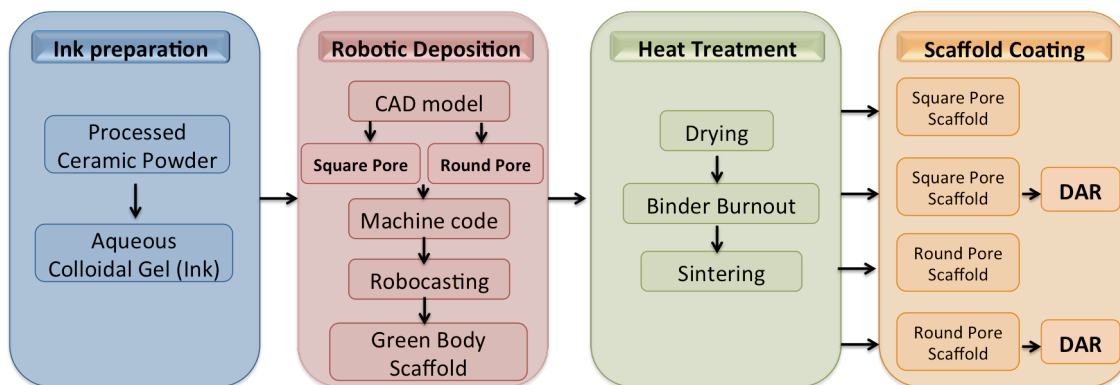 Ink preparation
Processed
Ceramic Powder
Aqueous
Colloidal Gel (Ink)
Robotic Deposition
CAD model
Square Pore
Round Pore
Machine code
Robocasting
Green Body
Scaffold
Heat Treatment
Drying
Binder Burnout
Sintering
Scaffold Coating
Square Pore
Scaffold
Square Pore
Scaffold
DAR
Round Pore
Scaffold
Round Pore
Scaffold
DAR